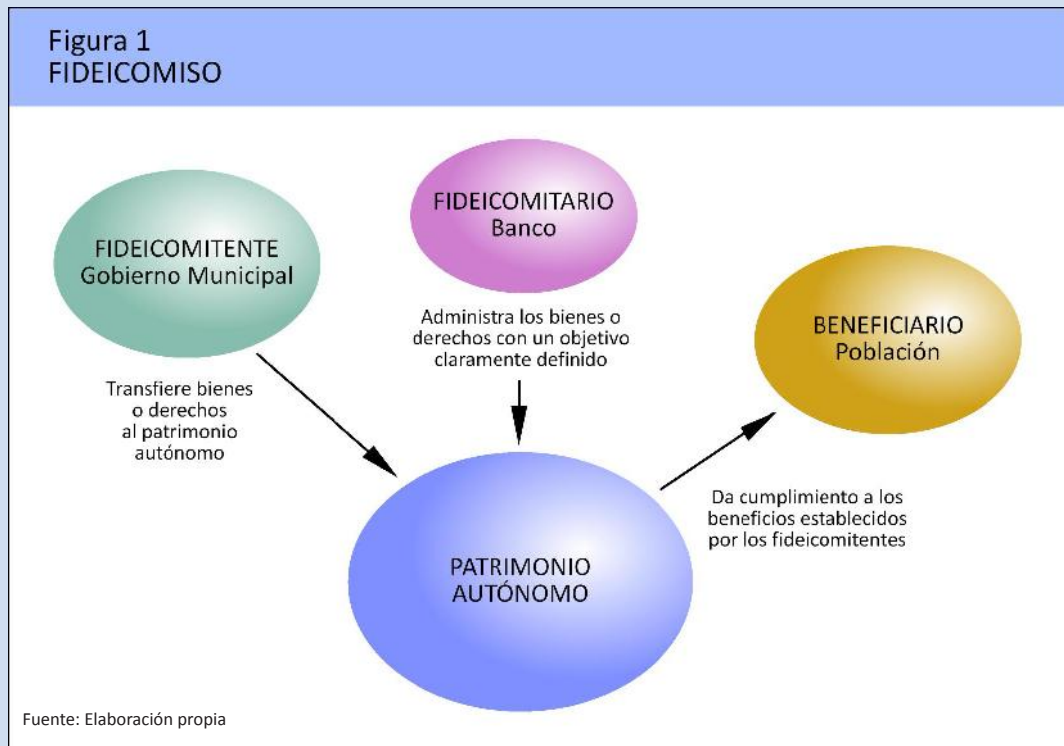 Figura 1
FIDEICOMISO
FIDEICOMITENTE
Gobierno Municipal
Transfiere bienes
o derechos
al patrimonio
autónomo
FIDEICOMITARIO
Banco
Administra los bienes o
derechos con un objetivo
claramente definido
BENEFICIARIO
Población
Da cumplimiento a los
beneficios establecidos
por los fideicomitentes
PATRIMONIO
AUTÓNOMO
Fuente: Elaboración propia